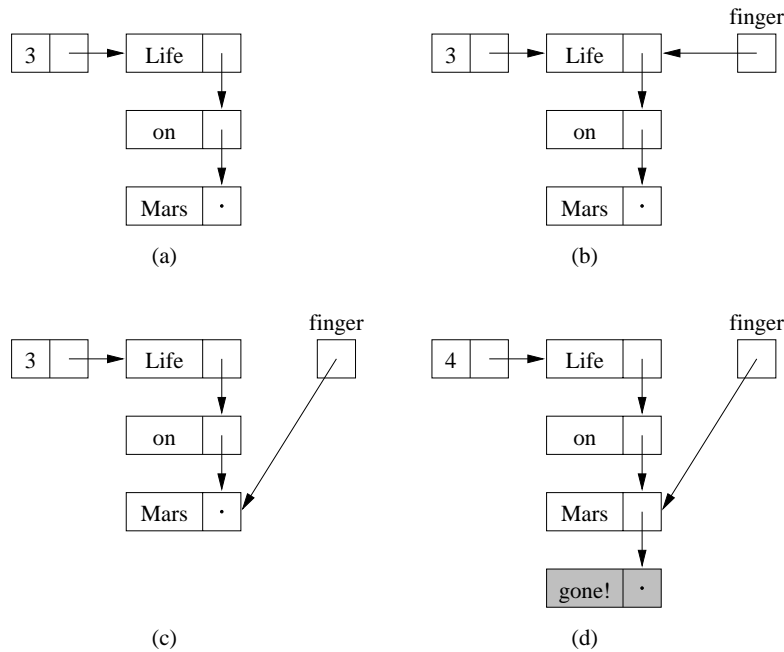 finger
3 Life
3 Life
on
on
Mars
Mars
(a)
(b)
finger
finger
3 Life
4 Life
on
on
Mars
Mars
gone!
(c)
(d)